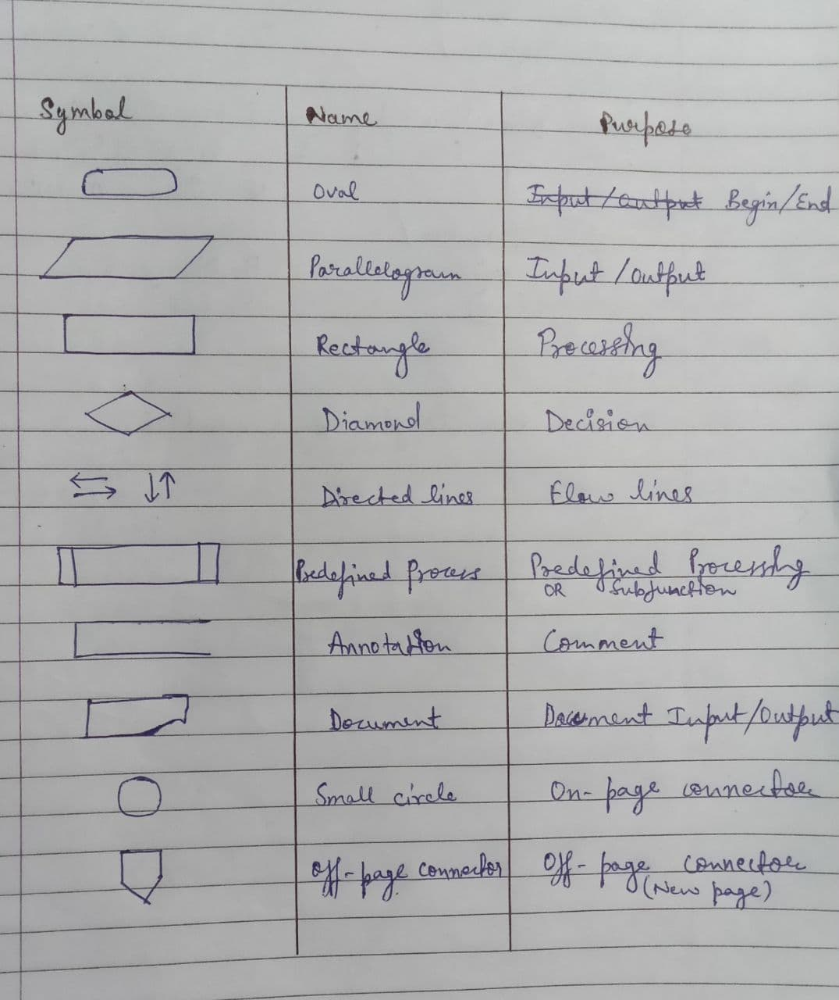 Symbol Name Purpose
Oval Input/Output Begin/End
Parallelogram Input/Output
Rectangle Processing
Diamond Decision
Directed lines Flow lines
Predefined Process Predefined Processing
OR Subfunction
Annotation Comment
Document Document Input/Output
Small circle On-page connector
Off-page connector Off-page connector
(New page)